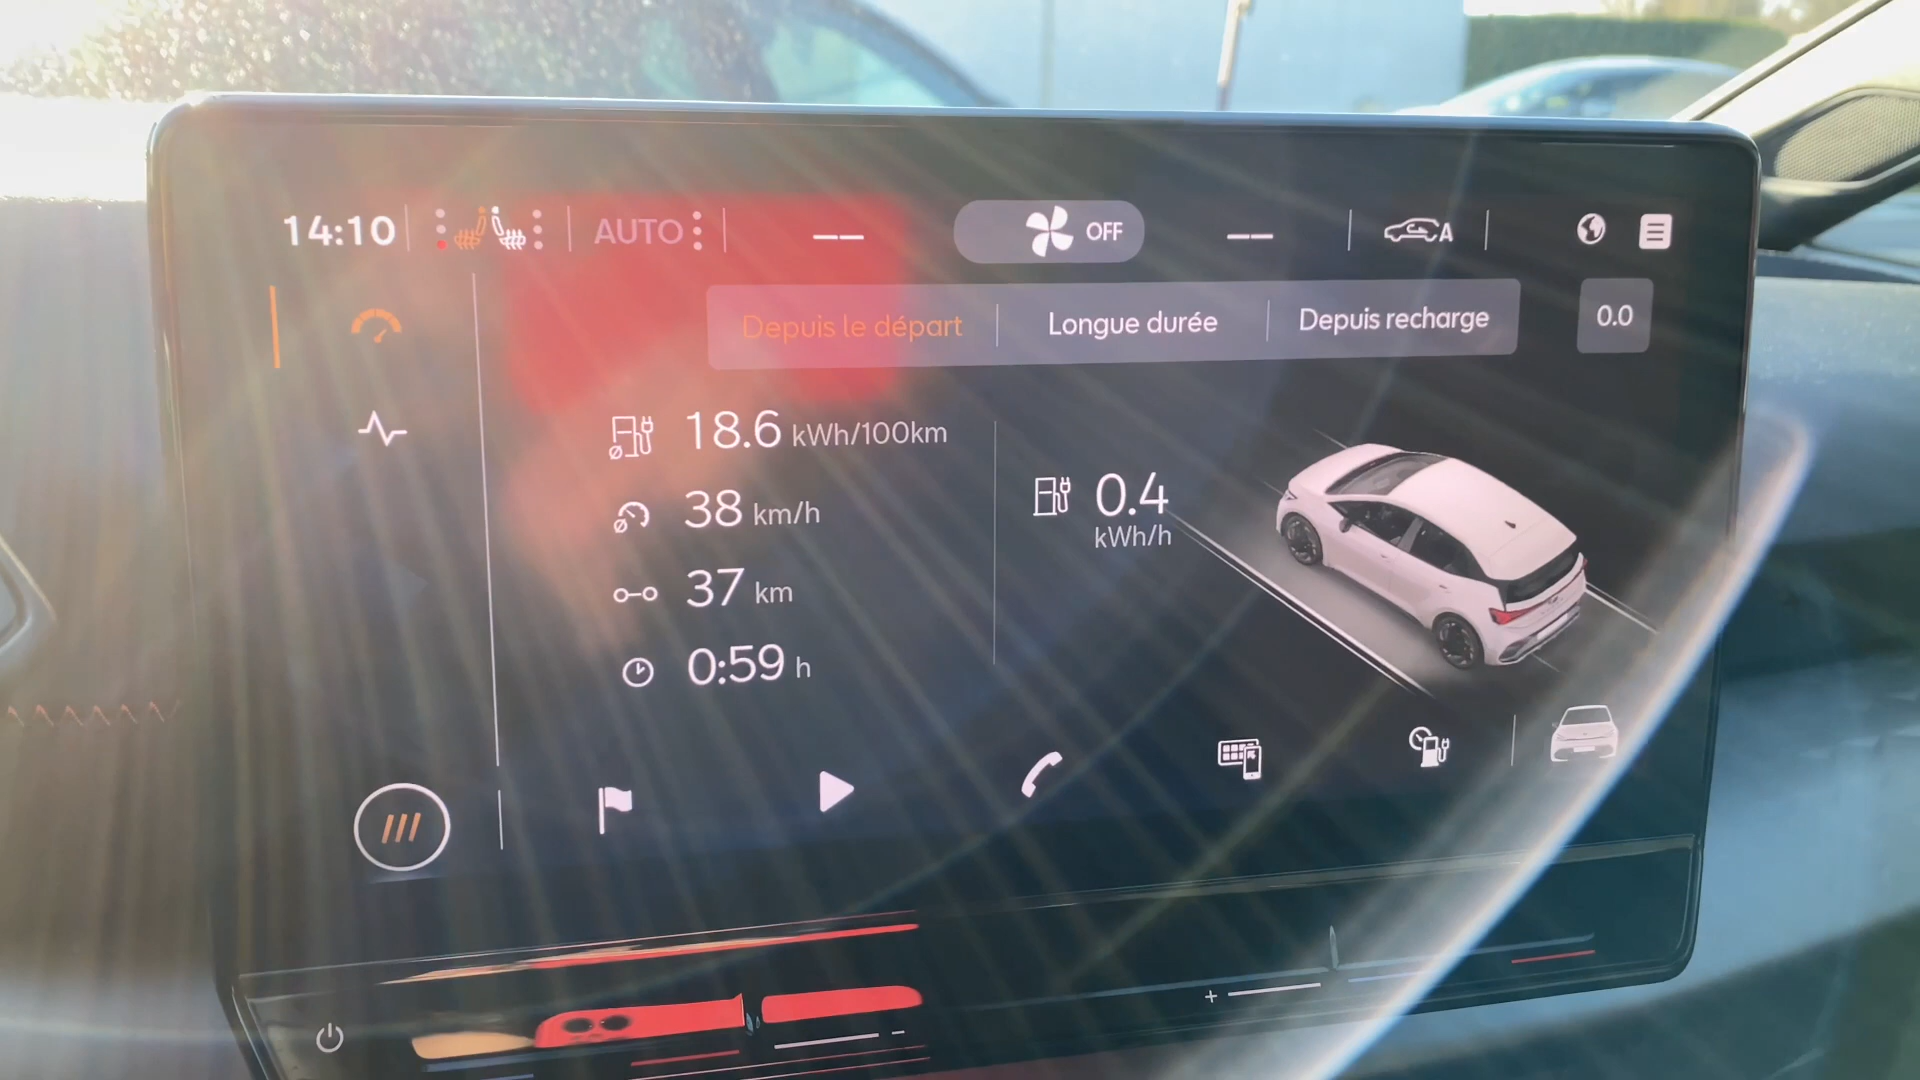 14:10 AUTO -- OFF -- A
Depuis le départ Longue durée Depuis recharge 0.0
18.6 kWh/100km
38 km/h
37 km
0:59 h
0.4
kWh/h
+ -